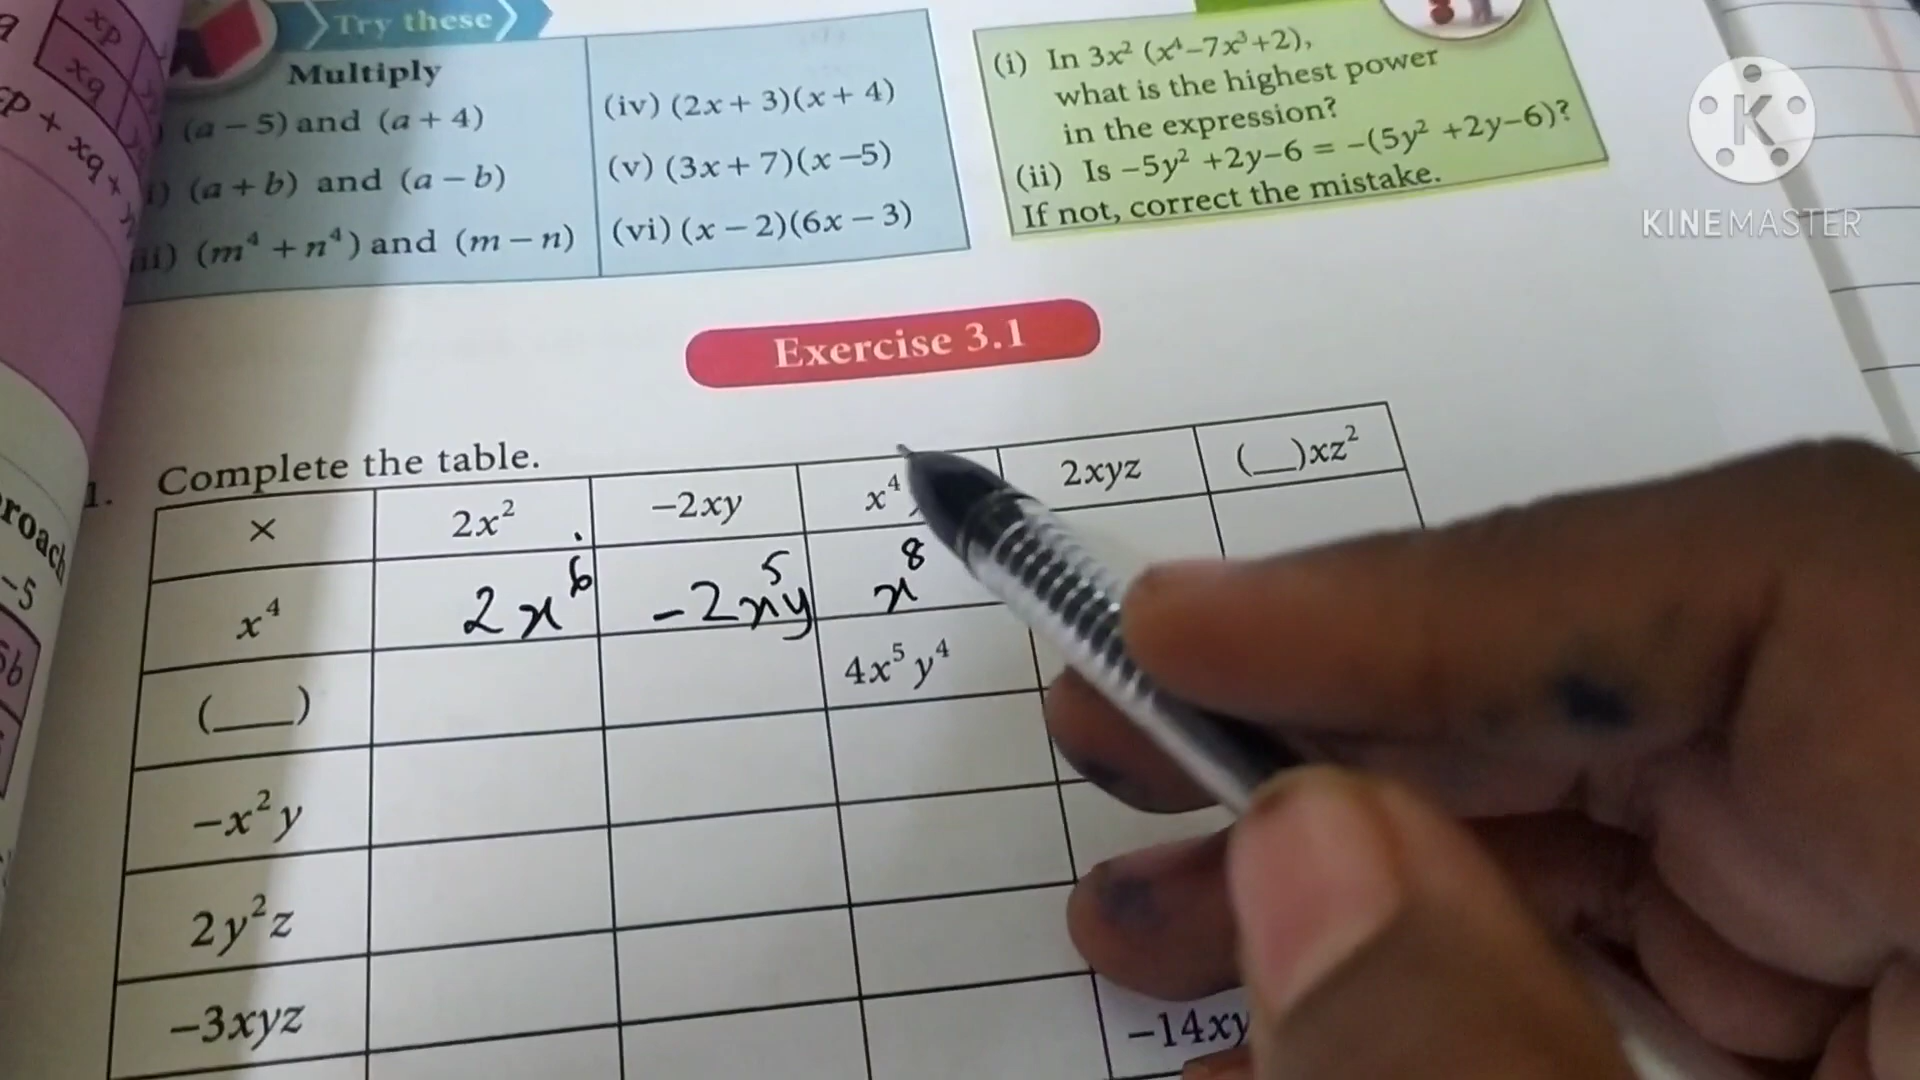 Try these
Multiply
(a − 5) and (a + 4)
(a + b) and (a − b)
(m⁴ + n⁴) and (m − n)
(iv) (2x + 3)(x + 4)
(v) (3x + 7)(x −5)
(vi) (x − 2)(6x − 3)
(i) In 3x² (x⁴−7x³+2),
what is the highest power
in the expression?
(ii) Is −5y² +2y−6 = −(5y² +2y−6)?
If not, correct the mistake.
K
KINEMASTER
xp
xq
Exercise 3.1
1. Complete the table.
× 2x² −2xy x⁴ 2xyz (__)xz²
x⁴ 2x⁶ −2x⁵y x⁸
(___) 4x⁵y⁴
−x²y
2y²z
−3xyz −14xy